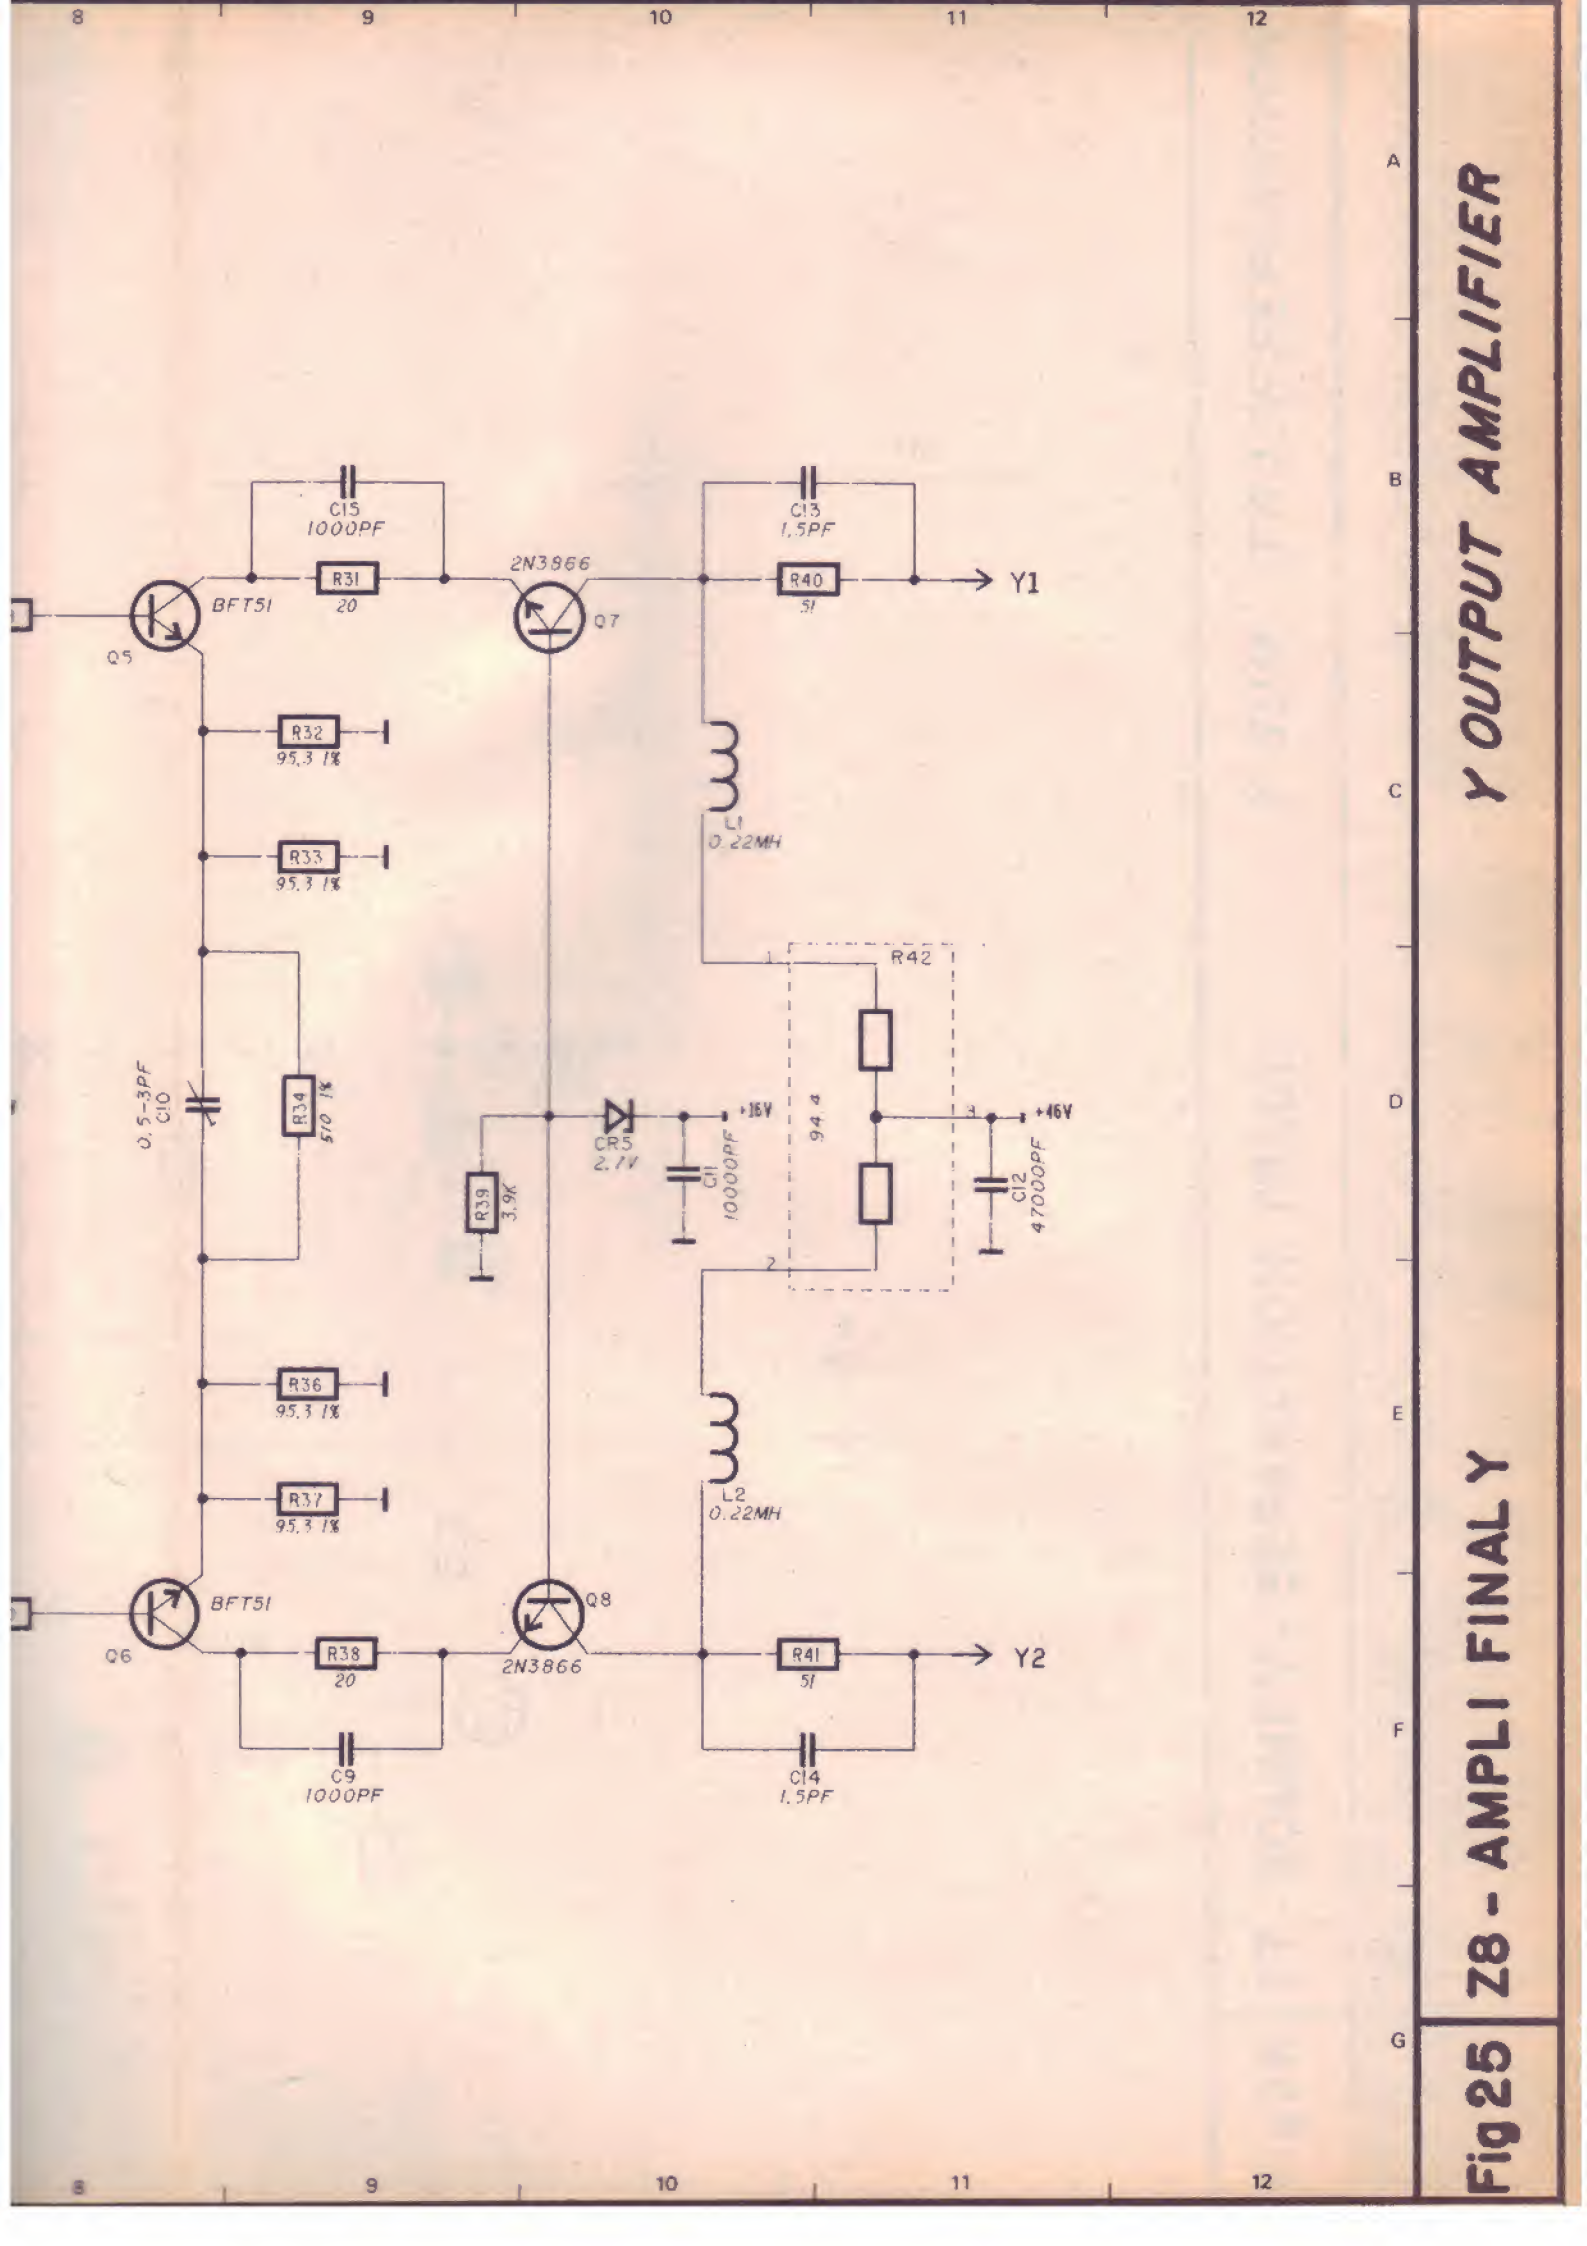 8 9 10 11 12
A
B
C
D
E
F
G
C15
1000PF
R31
20
BFT51
Q5
2N3866
Q7
C13
1.5PF
R40
51
Y1
R32
95.3 1%
R33
95.3 1%
L1
0.22MH
1
R42
0.5-3PF
C10
R34
510 1%
R39
3.9K
CR5
2.7V
+16V
C11
10000PF
94.4
3
+46V
C12
47000PF
2
R36
95.3 1%
R37
95.3 1%
L2
0.22MH
BFT51
Q6
R38
20
C9
1000PF
Q8
2N3866
R41
51
Y2
C14
1.5PF
8 9 10 11 12
Y OUTPUT AMPLIFIER
Z8 - AMPLI FINAL Y
Fig 25